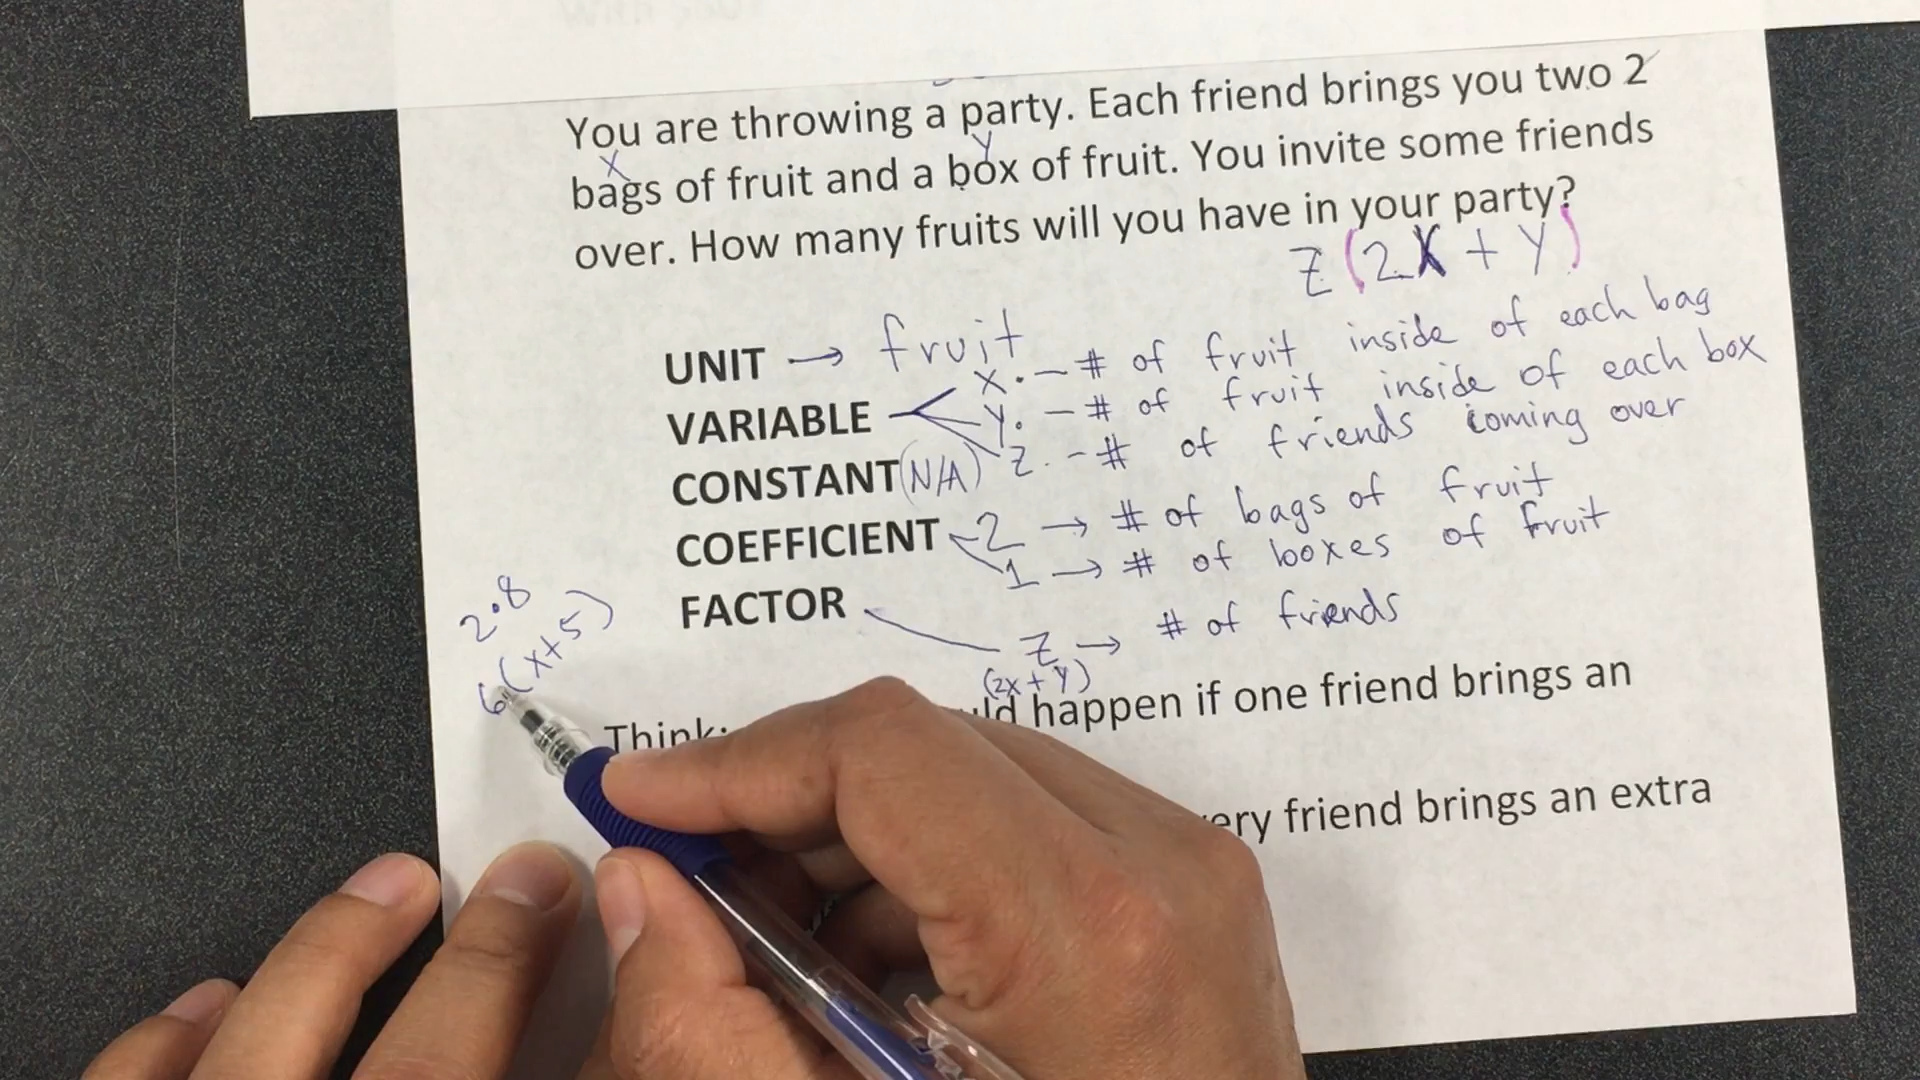 You are throwing a party. Each friend brings you two 2
x y
bags of fruit and a box of fruit. You invite some friends
over. How many fruits will you have in your party?
z(2x + y)
UNIT → fruit
VARIABLE x. – # of fruit inside of each bag
y. – # of fruit inside of each box
z. – # of friends coming over
CONSTANT (N/A)
COEFFICIENT 2 → # of bags of fruit
1 → # of boxes of fruit
FACTOR z → # of friends
(2x + y)
2·8
6(x+5)
Think: happen if one friend brings an
friend brings an extra